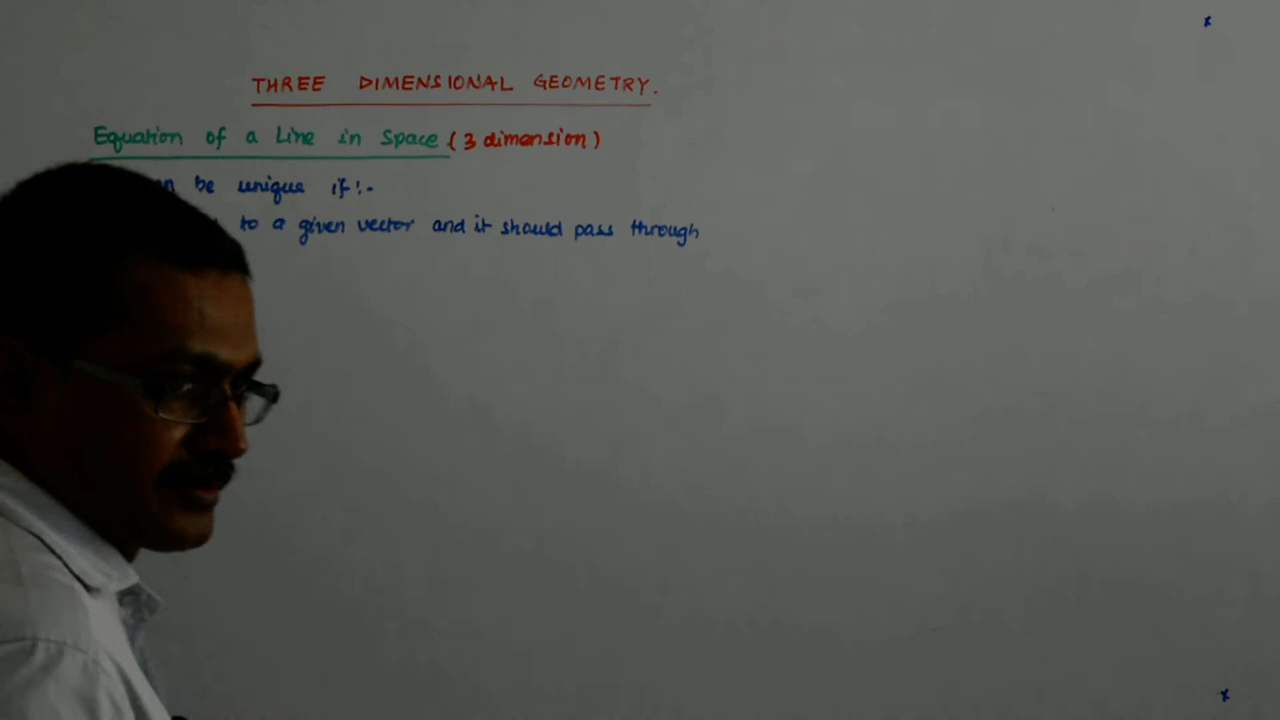 THREE DIMENSIONAL GEOMETRY.
Equation of a Line in Space (3 dimension)
be unique if:-
to a given vector and it should pass through